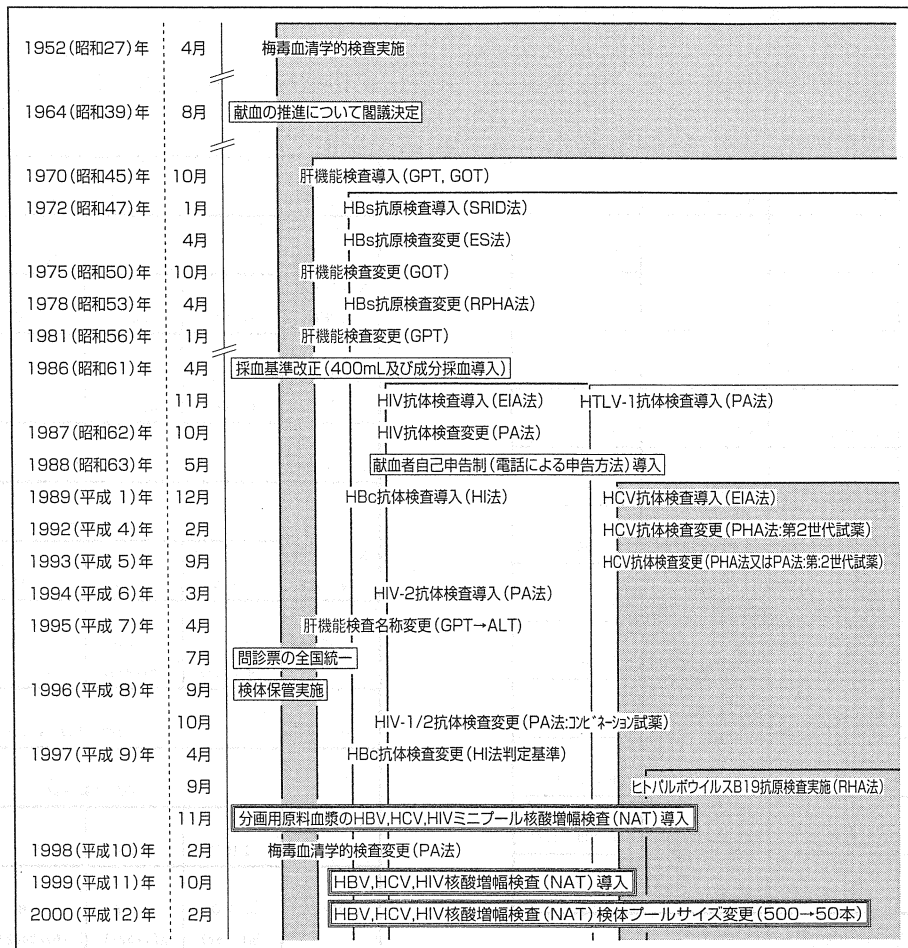 1952(昭和27)年 4月 梅毒血清学的検査実施
1964(昭和39)年 8月 献血の推進について閣議決定
1970(昭和45)年 10月 肝機能検査導入(GPT, GOT)
1972(昭和47)年 1月 HBs抗原検査導入(SRID法)
4月 HBs抗原検査変更(ES法)
1975(昭和50)年 10月 肝機能検査変更(GOT)
1978(昭和53)年 4月 HBs抗原検査変更(RPHA法)
1981(昭和56)年 1月 肝機能検査変更(GPT)
1986(昭和61)年 4月 採血基準改正(400mL及び成分採血導入)
11月 HIV抗体検査導入(EIA法) HTLV-1抗体検査導入(PA法)
1987(昭和62)年 10月 HIV抗体検査変更(PA法)
1988(昭和63)年 5月 献血者自己申告制(電話による申告方法)導入
1989(平成 1)年 12月 HBc抗体検査導入(HI法) HCV抗体検査導入(EIA法)
1992(平成 4)年 2月 HCV抗体検査変更(PHA法:第2世代試薬)
1993(平成 5)年 9月 HCV抗体検査変更(PHA法又はPA法:第2世代試薬)
1994(平成 6)年 3月 HIV-2抗体検査導入(PA法)
1995(平成 7)年 4月 肝機能検査名称変更(GPT→ALT)
7月 問診票の全国統一
1996(平成 8)年 9月 検体保管実施
10月 HIV-1/2抗体検査変更(PA法:コンビネーション試薬)
1997(平成 9)年 4月 HBc抗体検査変更(HI法判定基準)
9月 ヒトパルボウイルスB19抗原検査実施(RHA法)
11月 分画用原料血漿のHBV,HCV,HIVミニプール核酸増幅検査(NAT)導入
1998(平成10)年 2月 梅毒血清学的検査変更(PA法)
1999(平成11)年 10月 HBV,HCV,HIV核酸増幅検査(NAT)導入
2000(平成12)年 2月 HBV,HCV,HIV核酸増幅検査(NAT)検体プールサイズ変更(500→50本)